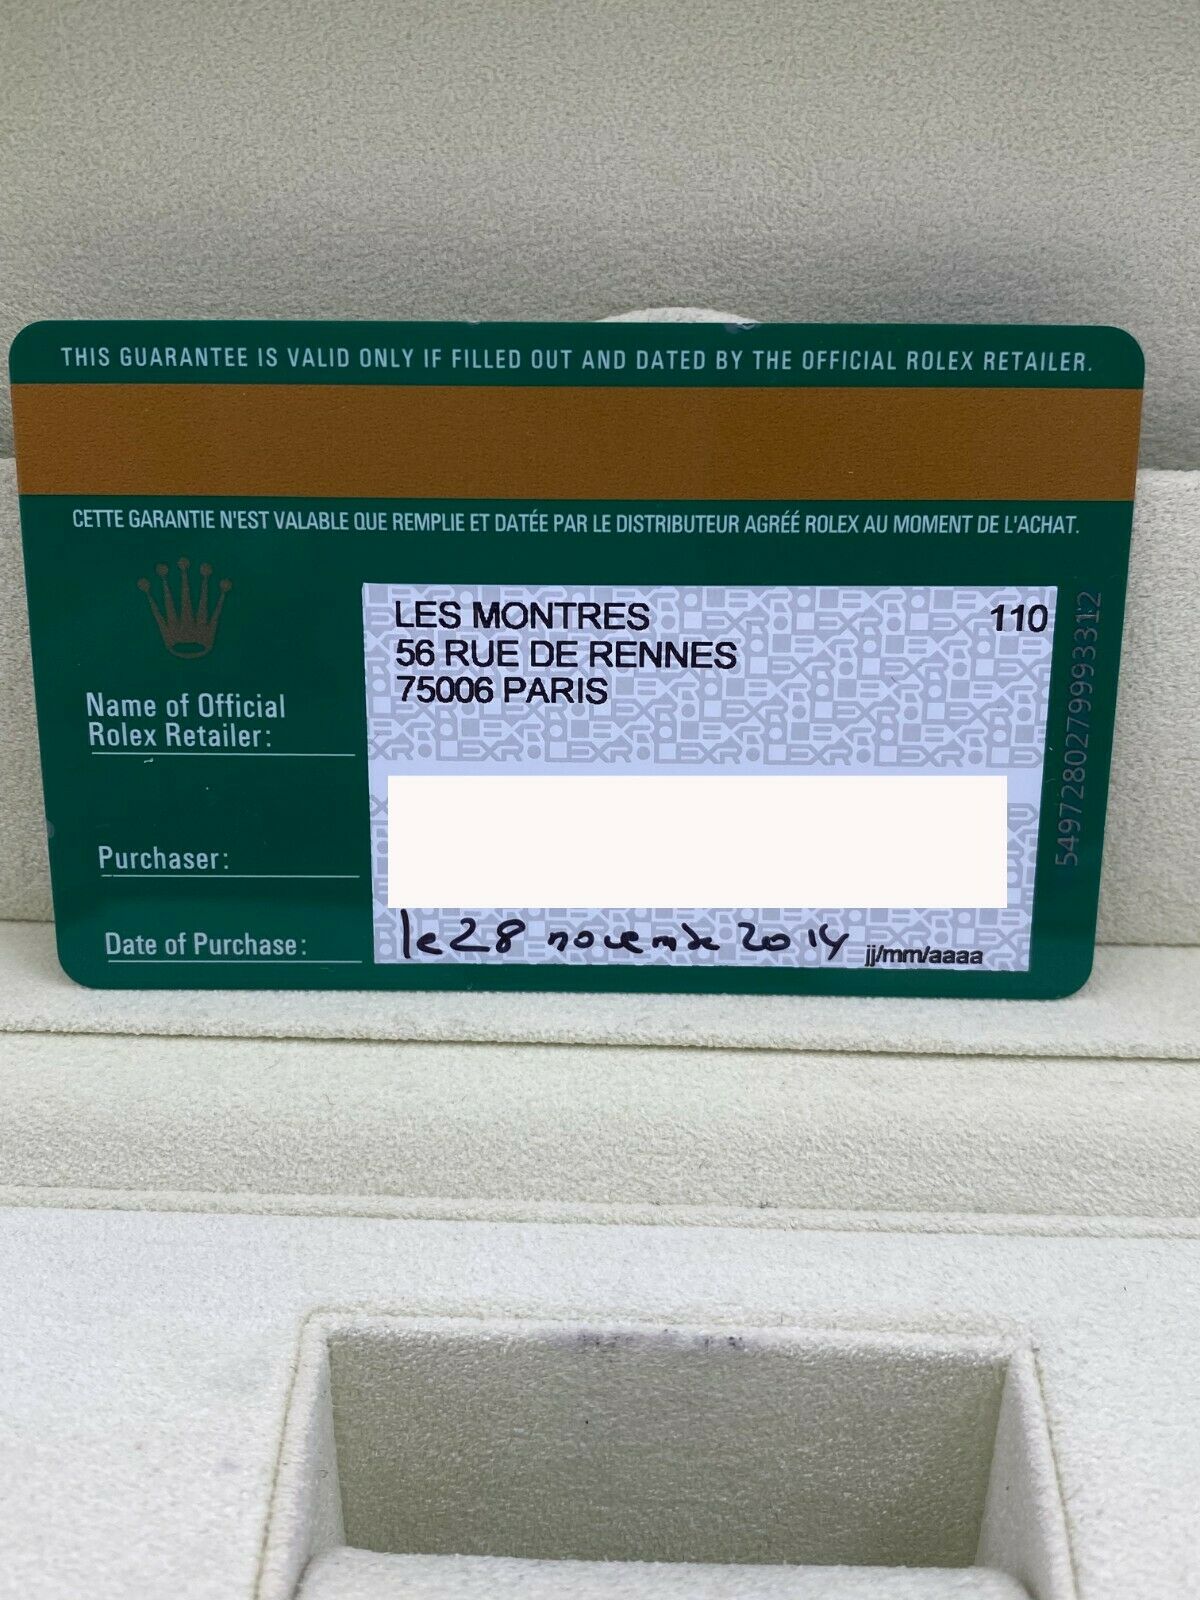 THIS GUARANTEE IS VALID ONLY IF FILLED OUT AND DATED BY THE OFFICIAL ROLEX RETAILER.
CETTE GARANTIE N'EST VALABLE QUE REMPLIE ET DATÉE PAR LE DISTRIBUTEUR AGRÉÉ ROLEX AU MOMENT DE L'ACHAT.
LES MONTRES 110
56 RUE DE RENNES
75006 PARIS
Name of Official
Rolex Retailer:
Purchaser:
Date of Purchase:
le 28 novembre 2014 jj/mm/aaaa
5497280279993312